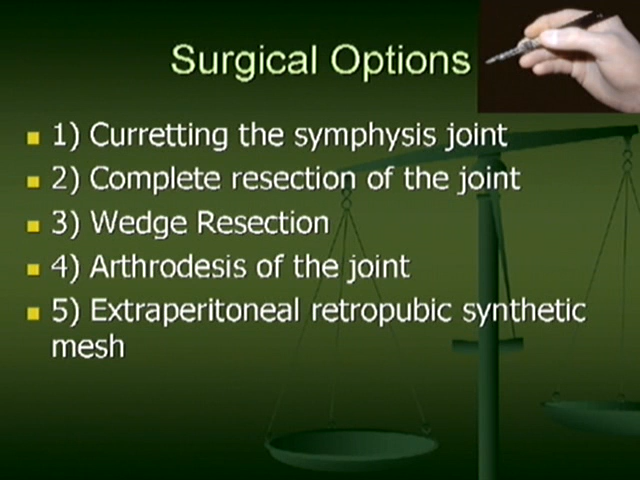 Surgical Options
1) Curretting the symphysis joint
2) Complete resection of the joint
3) Wedge Resection
4) Arthrodesis of the joint
5) Extraperitoneal retropubic synthetic
mesh